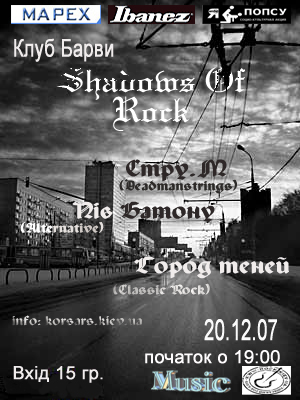 MAPEX
Ibanez
Я ПОПСУ
Клуб Барви
Shadows Of
Rock
Стру.М
(Deadmanstrings)
Пів Батону
(Alternative)
Город теней
(Classic Rock)
info: korsars.kiev.ua
20.12.07
початок о 19:00
Вхід 15 гр.
Music